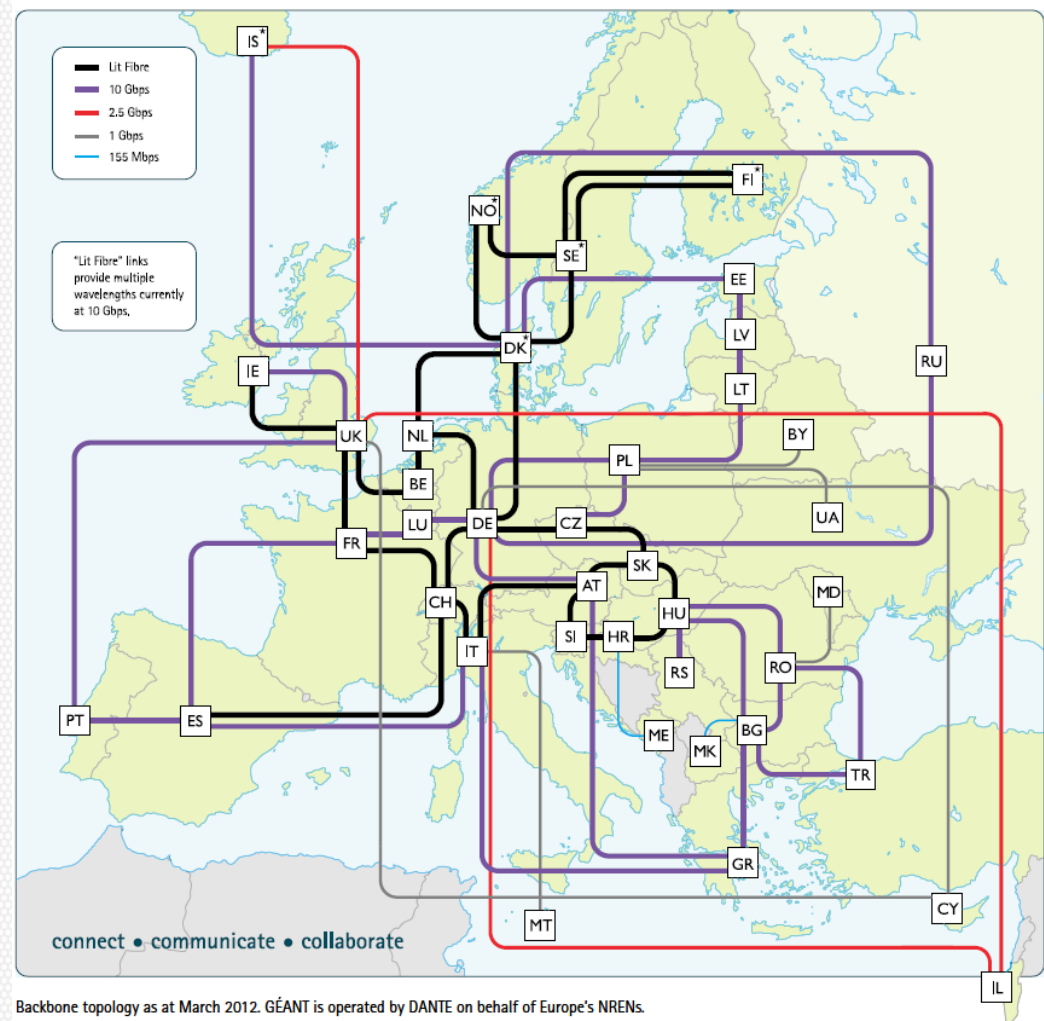 IS*
Lit Fibre
10 Gbps
2.5 Gbps
1 Gbps
155 Mbps
FI*
NO*
"Lit Fibre" links
provide multiple
wavelengths currently
at 10 Gbps.
SE*
EE
LV
DK*
RU
IE
LT
UK
NL
BY
PL
BE
LU
DE
CZ
UA
FR
SK
AT
CH
MD
HU
SI
HR
IT
RS
RO
PT
ES
ME
MK
BG
TR
GR
CY
MT
connect • communicate • collaborate
IL
Backbone topology as at March 2012. GÉANT is operated by DANTE on behalf of Europe's NRENs.